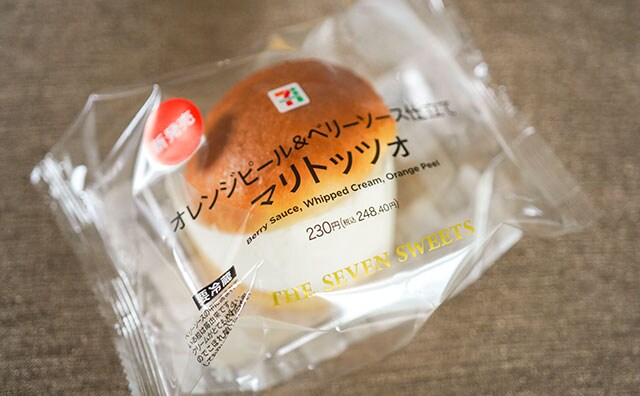 新発売
オレンジピール&ベリーソース仕立て
マリトッツォ
Berry Sauce, Whipped Cream, Orange Peel
230円(税込248.40円)
THE SEVEN SWEETS
要冷蔵